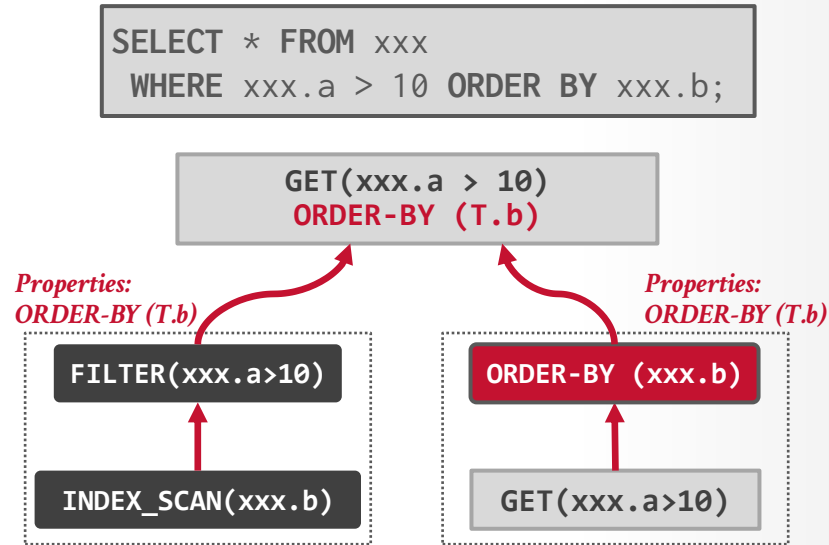 SELECT * FROM xxx
WHERE xxx.a > 10 ORDER BY xxx.b;
GET(xxx.a > 10)
ORDER-BY (T.b)
Properties:
ORDER-BY (T.b)
Properties:
ORDER-BY (T.b)
FILTER(xxx.a>10)
ORDER-BY (xxx.b)
INDEX_SCAN(xxx.b)
GET(xxx.a>10)